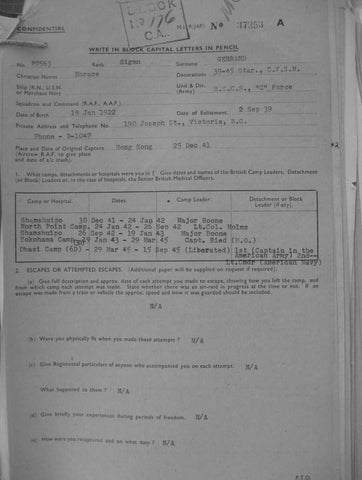 CONFIDENTIAL
BLOCK
12/76
C.A.
No 37353 A
WRITE IN BLOCK CAPITAL LETTERS IN PENCIL
No. P7553 Rank Sigmn Surname GERRARD
Christian Names Horace Decorations 39-45 Star., C.V.S.M.
Ship (R.N., U.S.N. or Merchant Navy) Unit & Div. (Army) R.C.C.S., "C" Force
Squadron and Command (R.A.F., A.A.F.)
Date of Birth 19 Jan 1922 Date of Enlistment 2 Sep 39
Private Address and Telephone No. 190 Joseph St., Victoria, B.C.
Phone - B-1047
Place and Date of Original Capture Hong Kong 25 Dec 41
(Aircrew R.A.F. to give place and date of a/c crash).
1. What camps, detachments or hospitals were you in? Give dates and names of the British Camp Leaders, Detachment
(or Block) Leaders or, in the case of hospitals, the Senior British Medical Officers.
Camp or Hospital. Dates. Camp Leader. Detachment or Block Leader (if any).
Shamshuipo 30 Dec 41 - 24 Jan 42 Major Boone
North Point Camp, 24 Jan 42 - 26 Sep 42 Lt.Col. Holms
Shamshuipo 26 Sep 42 - 19 Jan 43 Major Boone
Yokohama Camp 19 Jan 43 - 29 Mar 45 Capt. Ried (M.O.)
Ohasi Camp (6D) - 29 Mar 45 - 15 Sep 45 (Liberated) 1st (Captain in the
American Army) 2nd--
Lt.Cmdr (American Navy)
2. ESCAPES OR ATTEMPTED ESCAPES. (Additional paper will be supplied on request if required).
(a) Give full description and approx. date of each attempt you made to escape, showing how you left the camp, and
from which camp each attempt was made. State whether there was an air-raid in progress at the time or not. If an
escape was made from a train or vehicle the approx. speed and how it was guarded should be included.
N/A
(b) Were you physically fit when you made these attempts? N/A
(c) Give Regimental particulars of anyone who accompanied you on each attempt. N/A
What happened to them? N/A
(d) Give briefly your experiences during periods of freedom. N/A
(e) How were you recaptured and on what date? N/A
P.T.O.